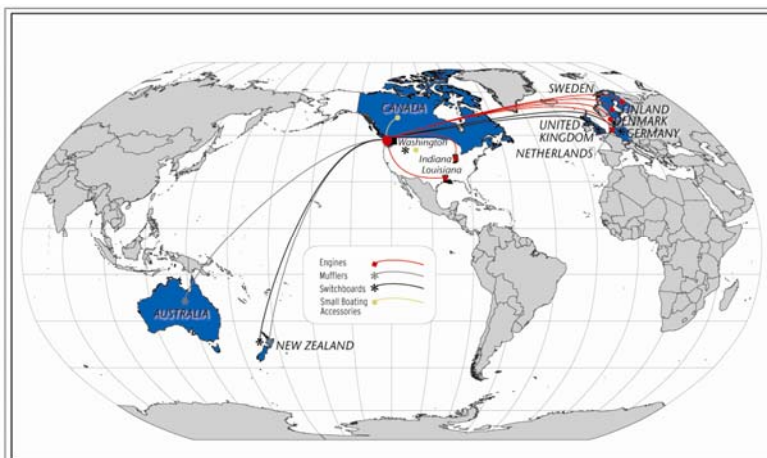 SWEDEN
CANADA
FINLAND
DENMARK
UNITED
KINGDOM
GERMANY
Washington
NETHERLANDS
Indiana
Louisiana
Engines
Mufflers
Switchboards
Small Boating
Accessories
AUSTRALIA
NEW ZEALAND